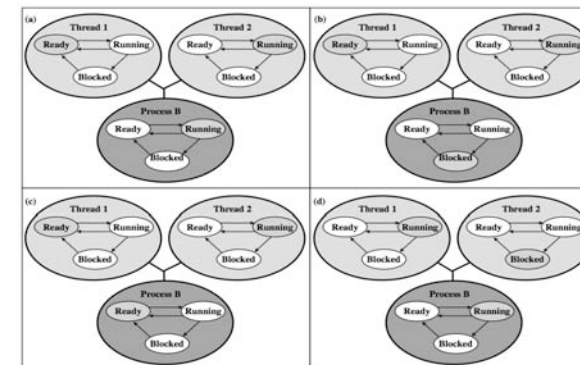 (a)
Thread 1
Ready Running
Blocked
Thread 2
Ready Running
Blocked
Process B
Ready Running
Blocked
(b)
Thread 1
Ready Running
Blocked
Thread 2
Ready Running
Blocked
Process B
Ready Running
Blocked
(c)
Thread 1
Ready Running
Blocked
Thread 2
Ready Running
Blocked
Process B
Ready Running
Blocked
(d)
Thread 1
Ready Running
Blocked
Thread 2
Ready Running
Blocked
Process B
Ready Running
Blocked